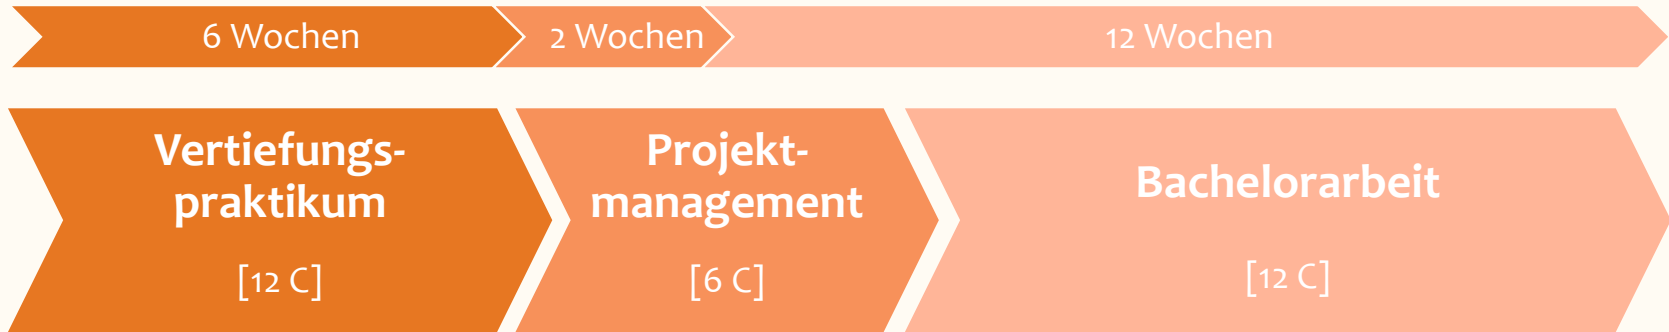 6 Wochen
2 Wochen
12 Wochen
Vertiefungs-
praktikum
[12 C]
Projekt-
management
[6 C]
Bachelorarbeit
[12 C]